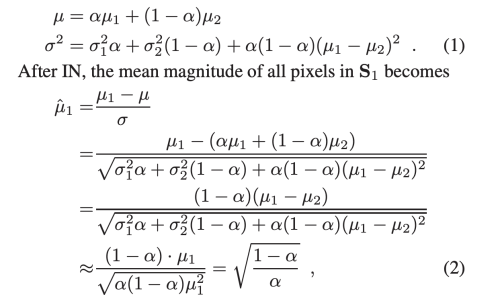 μ = αμ₁ + (1 − α)μ₂
σ² = σ₁²α + σ₂²(1 − α) + α(1 − α)(μ₁ − μ₂)² . (1)
After IN, the mean magnitude of all pixels in S₁ becomes
μ̂₁ = (μ₁ − μ) / σ
= (μ₁ − (αμ₁ + (1 − α)μ₂)) / √(σ₁²α + σ₂²(1 − α) + α(1 − α)(μ₁ − μ₂)²)
= ((1 − α)(μ₁ − μ₂)) / √(σ₁²α + σ₂²(1 − α) + α(1 − α)(μ₁ − μ₂)²)
≈ ((1 − α) · μ₁) / √(α(1 − α)μ₁²) = √((1 − α) / α) , (2)